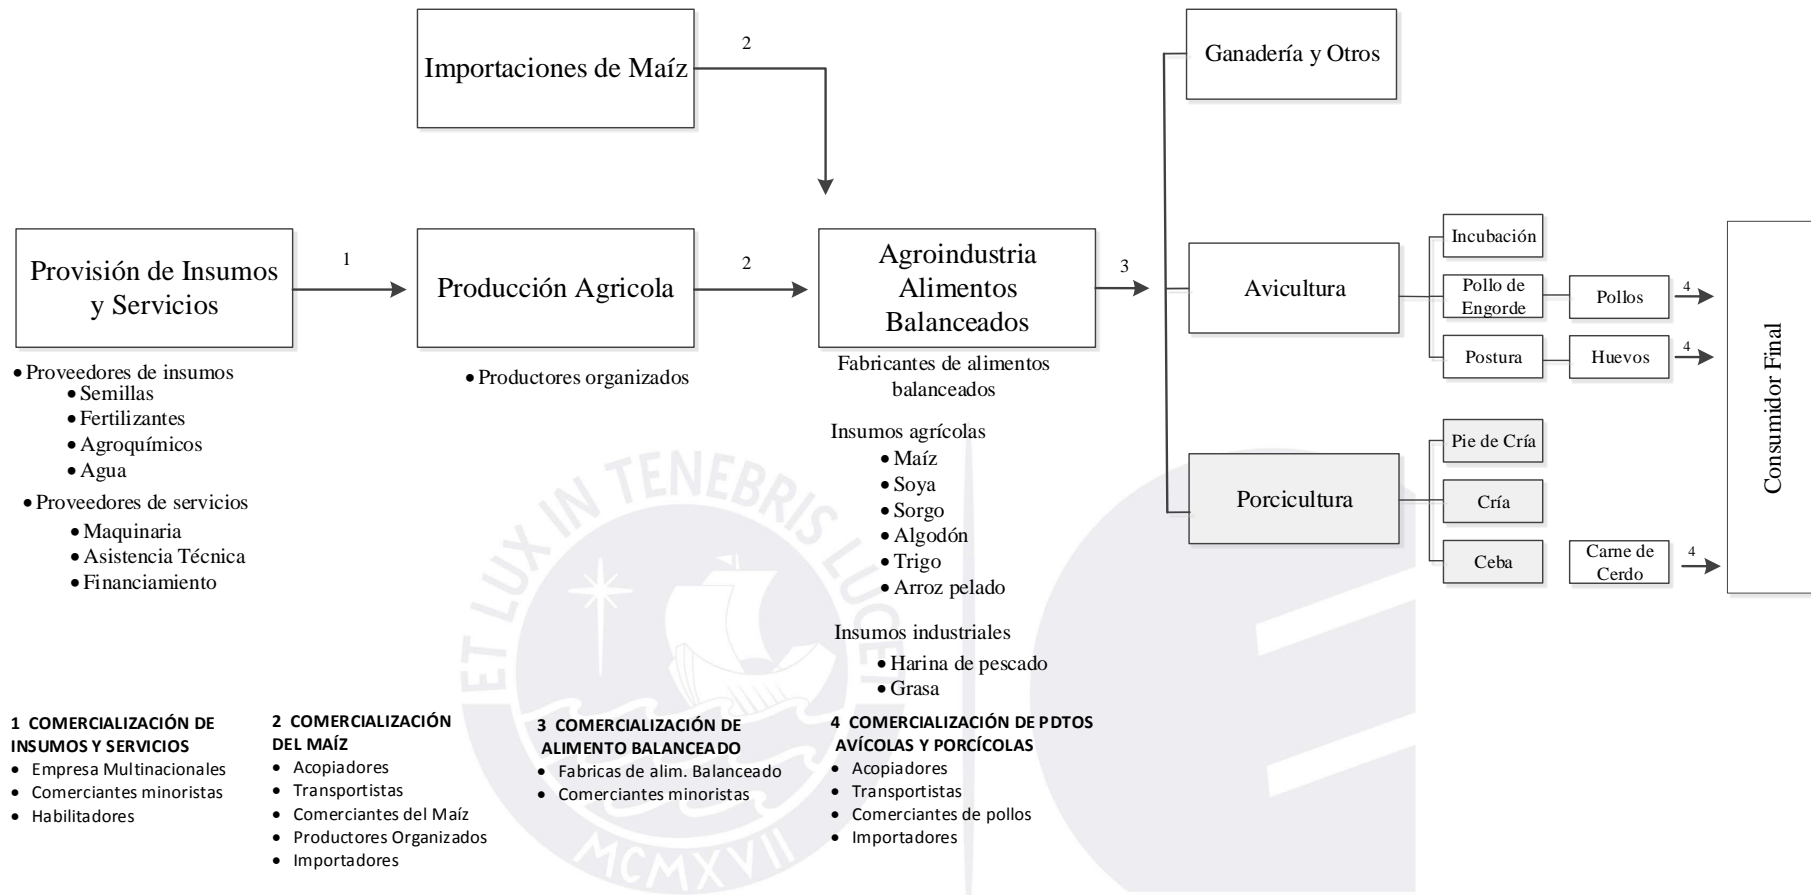 Importaciones de Maíz
2
Ganadería y Otros
Provisión de Insumos
y Servicios
1
Producción Agricola
2
Agroindustria
Alimentos
Balanceados
3
Avicultura
Incubación
Pollo de
Engorde
Pollos
4
Postura
Huevos
4
Consumidor Final
• Proveedores de insumos
• Semillas
• Fertilizantes
• Agroquímicos
• Agua
• Proveedores de servicios
• Maquinaria
• Asistencia Técnica
• Financiamiento
• Productores organizados
Fabricantes de alimentos
balanceados
Insumos agrícolas
• Maíz
• Soya
• Sorgo
• Algodón
• Trigo
• Arroz pelado
Insumos industriales
• Harina de pescado
• Grasa
Porcicultura
Pie de Cría
Cría
Ceba
Carne de
Cerdo
4
1 COMERCIALIZACIÓN DE
INSUMOS Y SERVICIOS
• Empresa Multinacionales
• Comerciantes minoristas
• Habilitadores
2 COMERCIALIZACIÓN
DEL MAÍZ
• Acopiadores
• Transportistas
• Comerciantes del Maíz
• Productores Organizados
• Importadores
3 COMERCIALIZACIÓN DE
ALIMENTO BALANCEADO
• Fabricas de alim. Balanceado
• Comerciantes minoristas
4 COMERCIALIZACIÓN DE PDTOS
AVÍCOLAS Y PORCÍCOLAS
• Acopiadores
• Transportistas
• Comerciantes de pollos
• Importadores
ET LUX IN TENEBRIS LUCET
MCMXVII